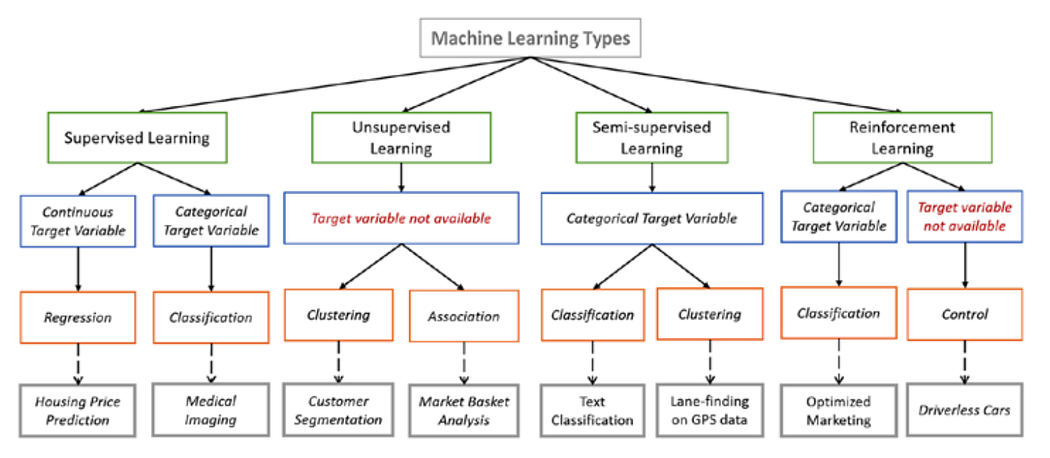 Machine Learning Types
Supervised Learning
Unsupervised
Learning
Semi-supervised
Learning
Reinforcement
Learning
Continuous
Target Variable
Categorical
Target Variable
Target variable not available
Categorical Target Variable
Categorical
Target Variable
Target variable
not available
Regression
Classification
Clustering
Association
Classification
Clustering
Classification
Control
Housing Price
Prediction
Medical
Imaging
Customer
Segmentation
Market Basket
Analysis
Text
Classification
Lane-finding
on GPS data
Optimized
Marketing
Driverless Cars